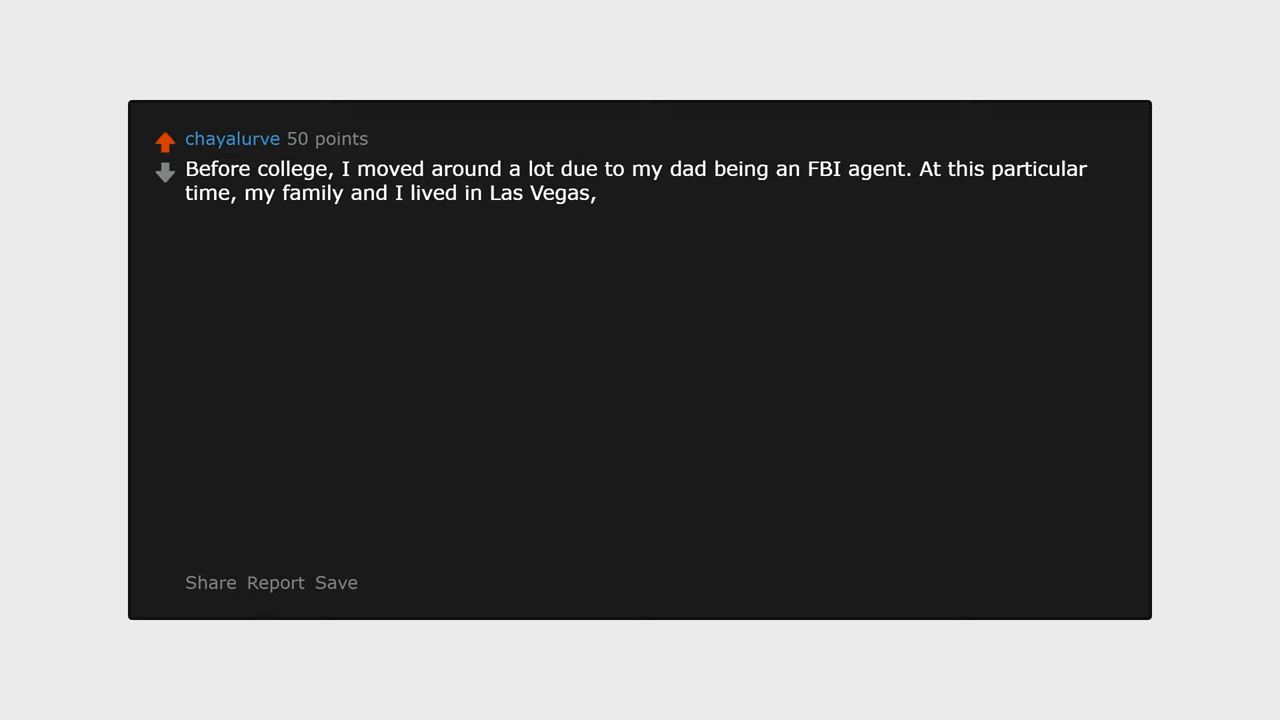 chayalurve 50 points
Before college, I moved around a lot due to my dad being an FBI agent. At this particular
time, my family and I lived in Las Vegas,
Share Report Save